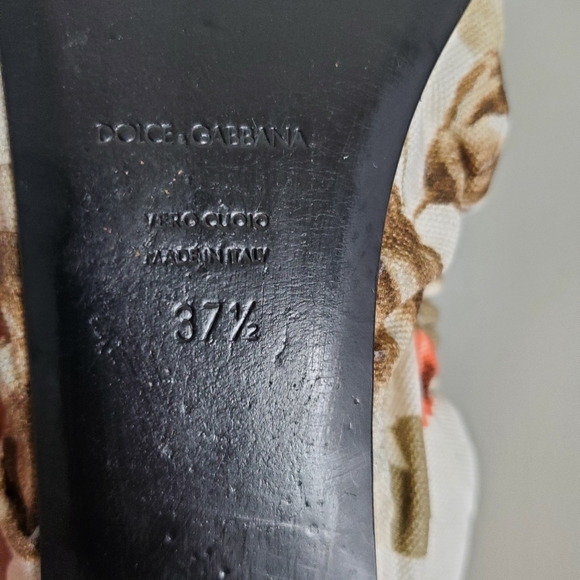 DOLCE & GABBANA
VERO CUOIO
MADE IN ITALY
37½